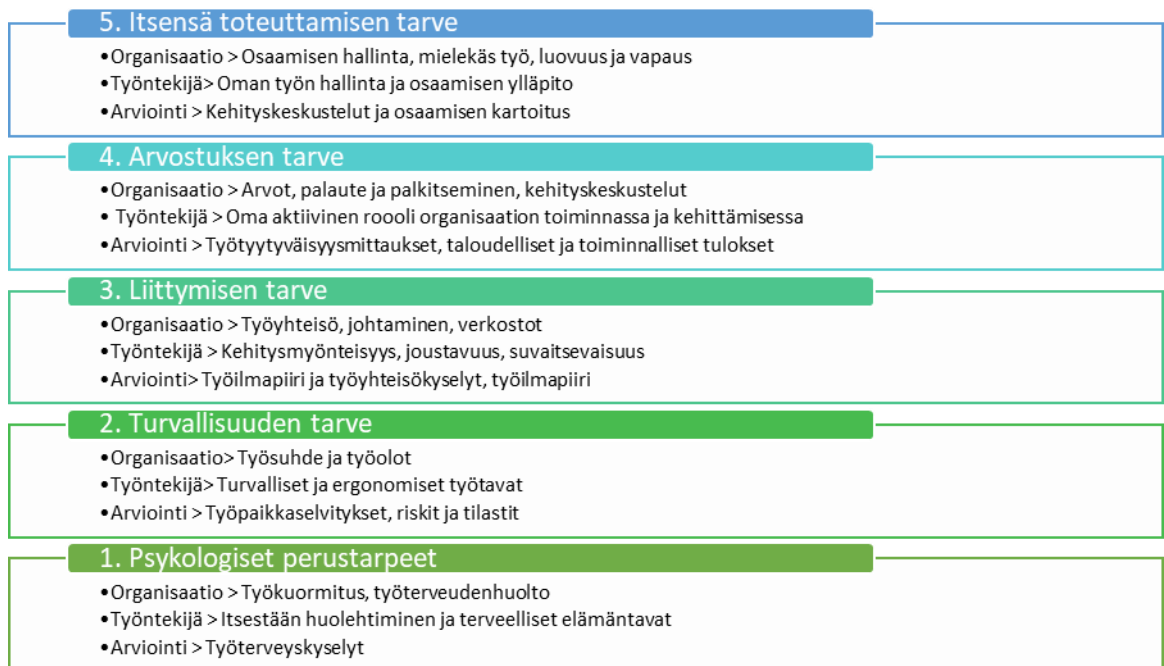 5. Itsensä toteuttamisen tarve
•Organisaatio > Osaamisen hallinta, mielekäs työ, luovuus ja vapaus
•Työntekijä> Oman työn hallinta ja osaamisen ylläpito
•Arviointi > Kehityskeskustelut ja osaamisen kartoitus
4. Arvostuksen tarve
•Organisaatio > Arvot, palaute ja palkitseminen, kehityskeskustelut
• Työntekijä > Oma aktiivinen roooli organisaation toiminnassa ja kehittämisessa
•Arviointi > Työtyytyväisyysmittaukset, taloudelliset ja toiminnalliset tulokset
3. Liittymisen tarve
•Organisaatio > Työyhteisö, johtaminen, verkostot
•Työntekijä > Kehitysmyönteisyys, joustavuus, suvaitsevaisuus
•Arviointi> Työilmapiiri ja työyhteisökyselyt, työilmapiiri
2. Turvallisuuden tarve
•Organisaatio> Työsuhde ja työolot
•Työntekijä> Turvalliset ja ergonomiset työtavat
•Arviointi > Työpaikkaselvitykset, riskit ja tilastit
1. Psykologiset perustarpeet
•Organisaatio > Työkuormitus, työterveudenhuolto
•Työntekijä > Itsestään huolehtiminen ja terveelliset elämäntavat
•Arviointi > Työterveyskyselyt